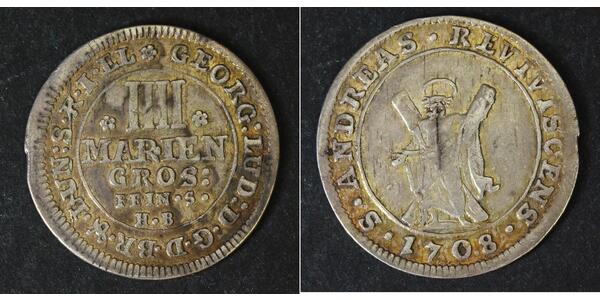 GEORG·LUD:D:G·D·BR·&·LUN:S·R·I·EL
IIII
MARIEN
GROS:
FEIN·S·
H·B
S·ANDREAS·REVIVISCENS·
·1708·